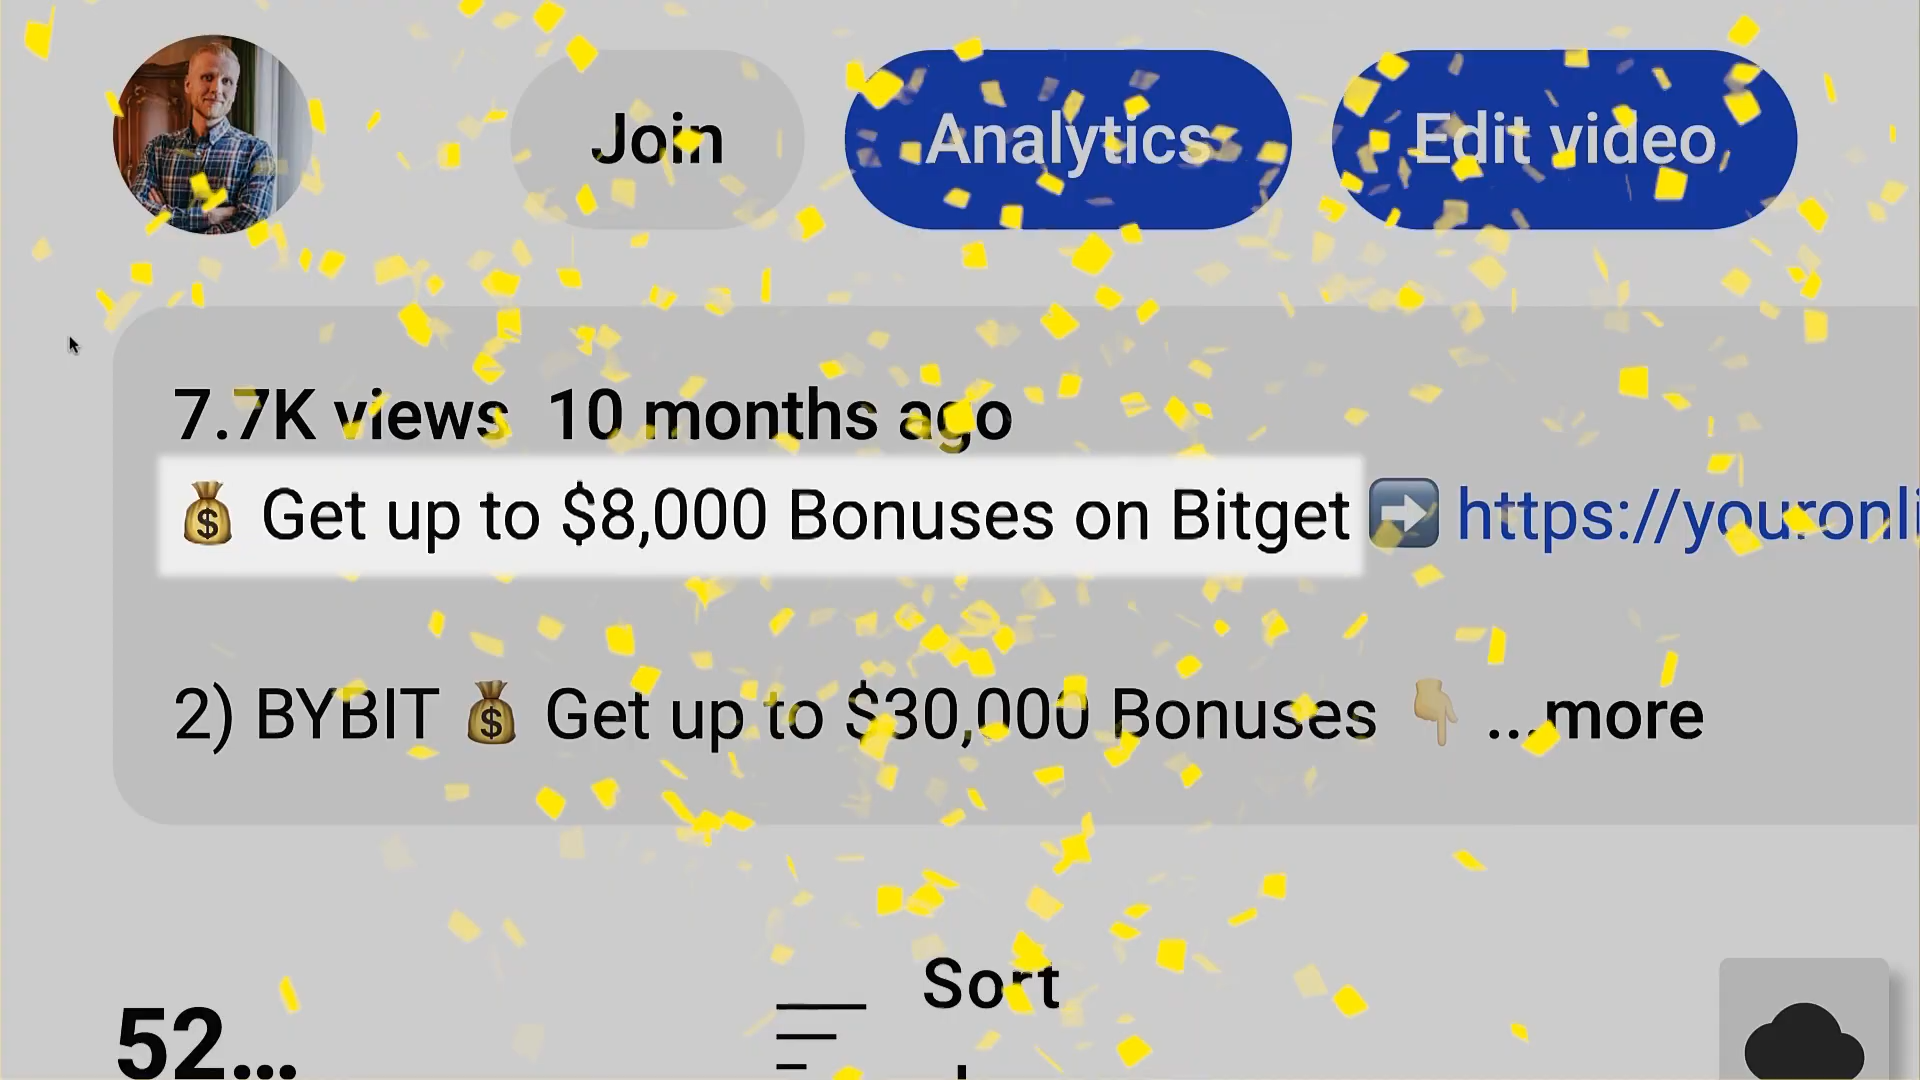 Join Analytics Edit video
7.7K views 10 months ago
💰 Get up to $8,000 Bonuses on Bitget ➡️ https://youronli
2) BYBIT 💰 Get up to $30,000 Bonuses 👇 ...more
52...
Sort